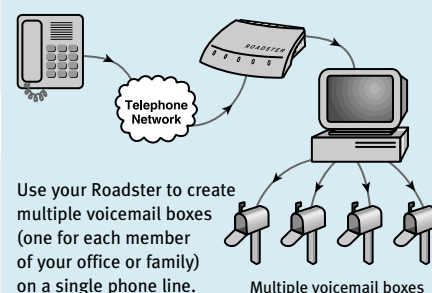 ROADSTER
Telephone
Network
Use your Roadster to create
multiple voicemail boxes
(one for each member
of your office or family)
on a single phone line.
Multiple voicemail boxes